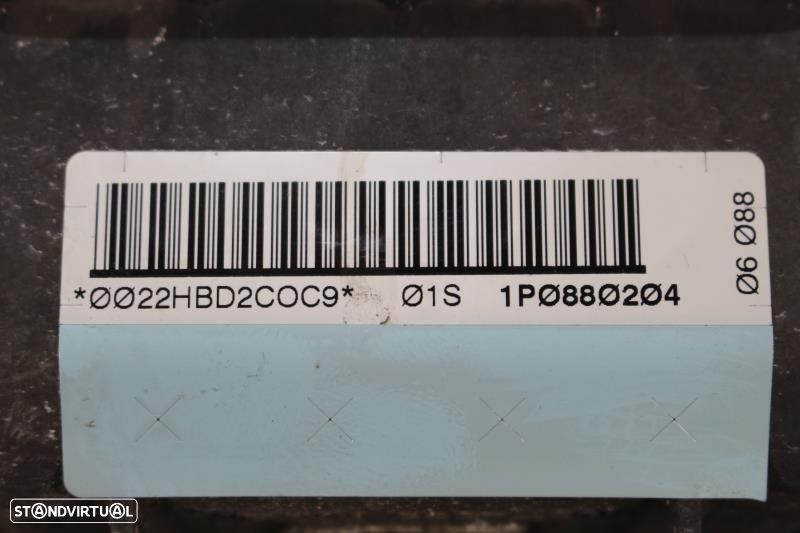 *ØØ22HBD2COC9* Ø1S 1PØ88Ø2Ø4
Ø6 Ø88
STANDVIRTUAL